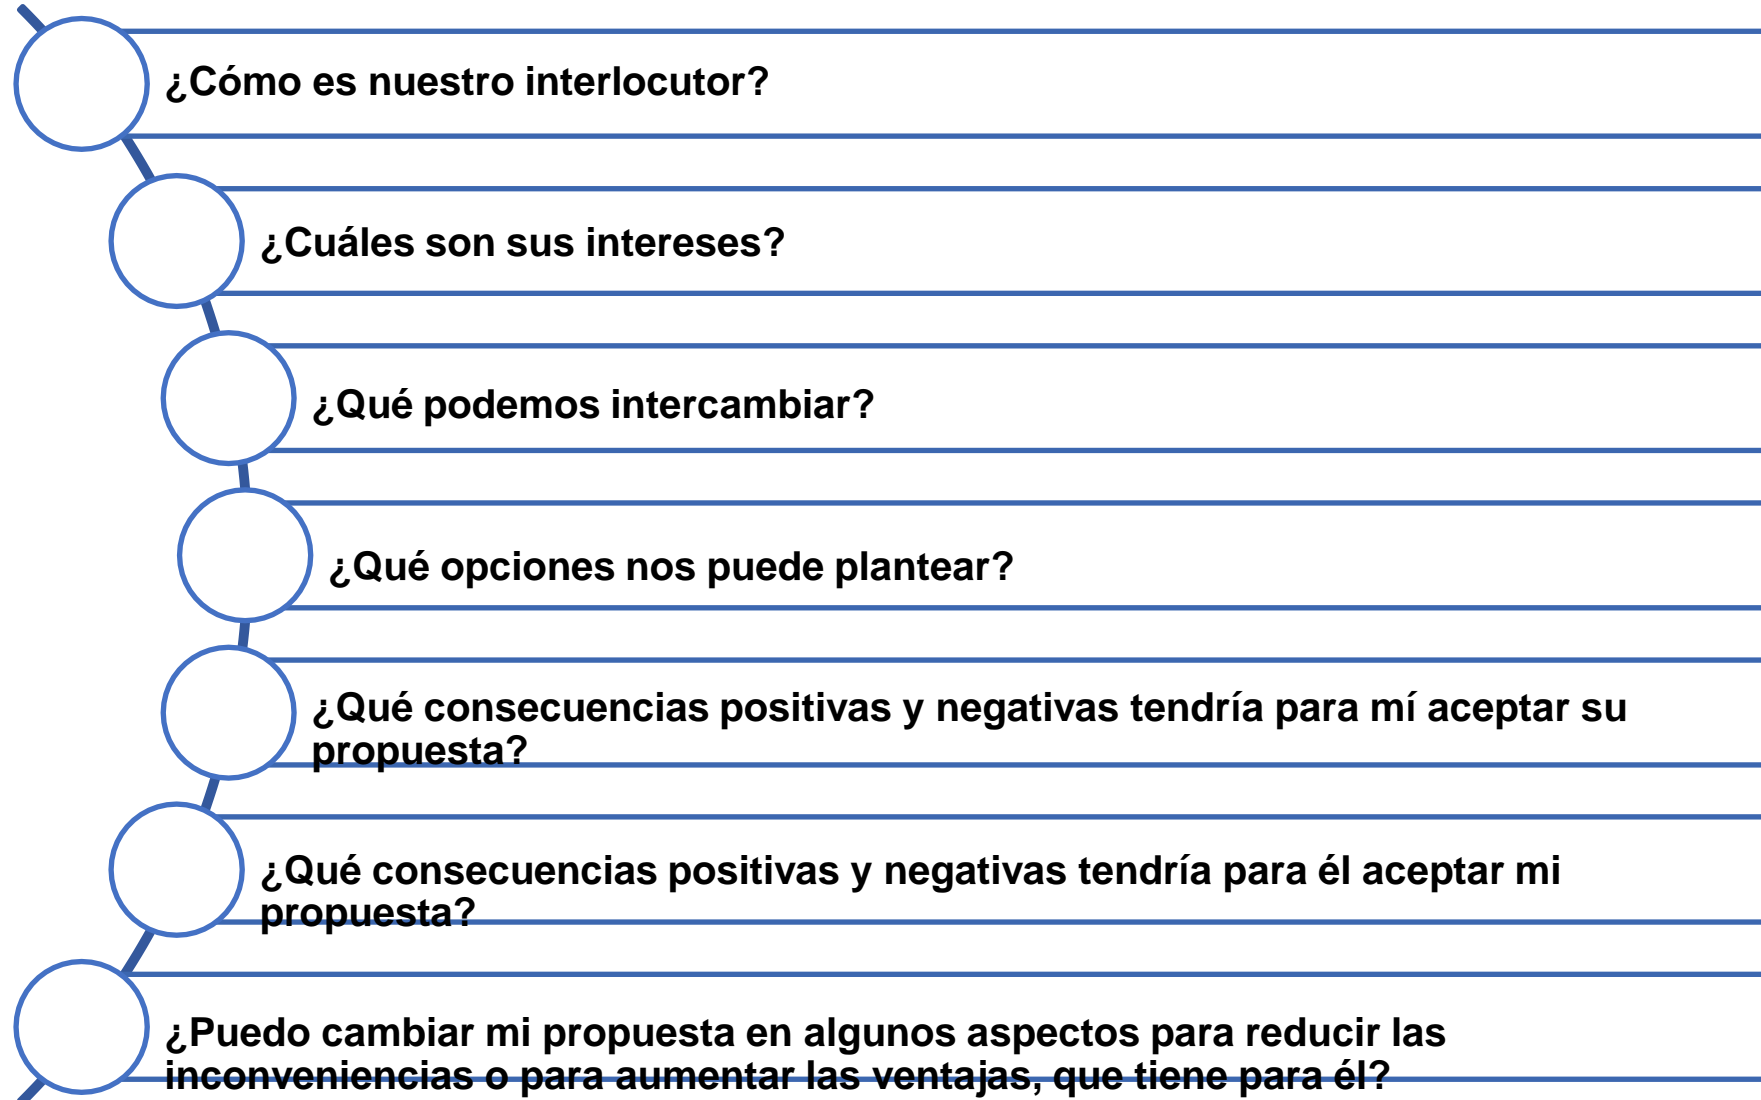 ¿Cómo es nuestro interlocutor?
¿Cuáles son sus intereses?
¿Qué podemos intercambiar?
¿Qué opciones nos puede plantear?
¿Qué consecuencias positivas y negativas tendría para mí aceptar su
propuesta?
¿Qué consecuencias positivas y negativas tendría para él aceptar mi
propuesta?
¿Puedo cambiar mi propuesta en algunos aspectos para reducir las
inconveniencias o para aumentar las ventajas, que tiene para él?